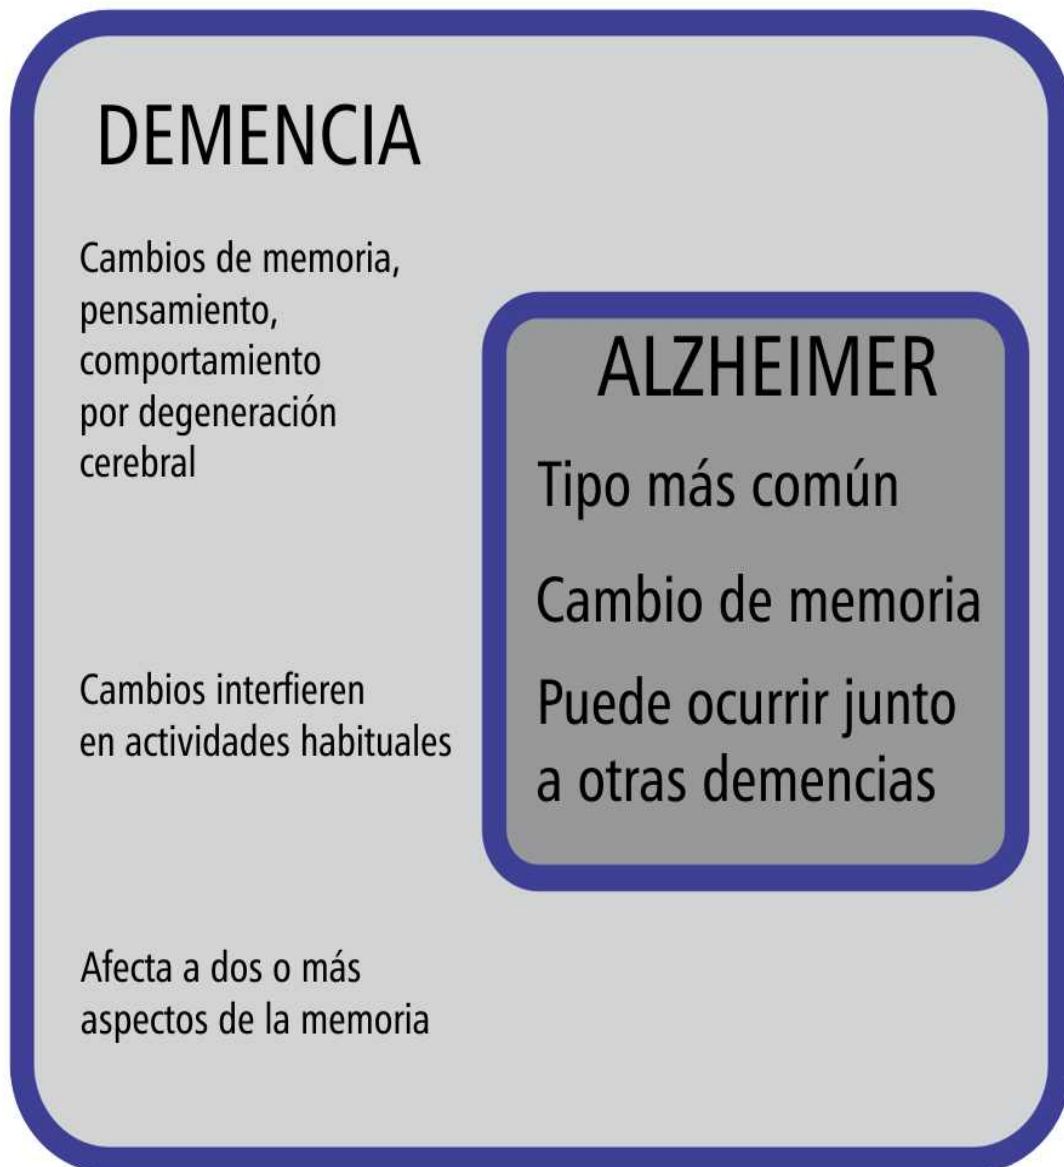 DEMENCIA
Cambios de memoria,
pensamiento,
comportamiento
por degeneración
cerebral
Cambios interfieren
en actividades habituales
Afecta a dos o más
aspectos de la memoria
ALZHEIMER
Tipo más común
Cambio de memoria
Puede ocurrir junto
a otras demencias